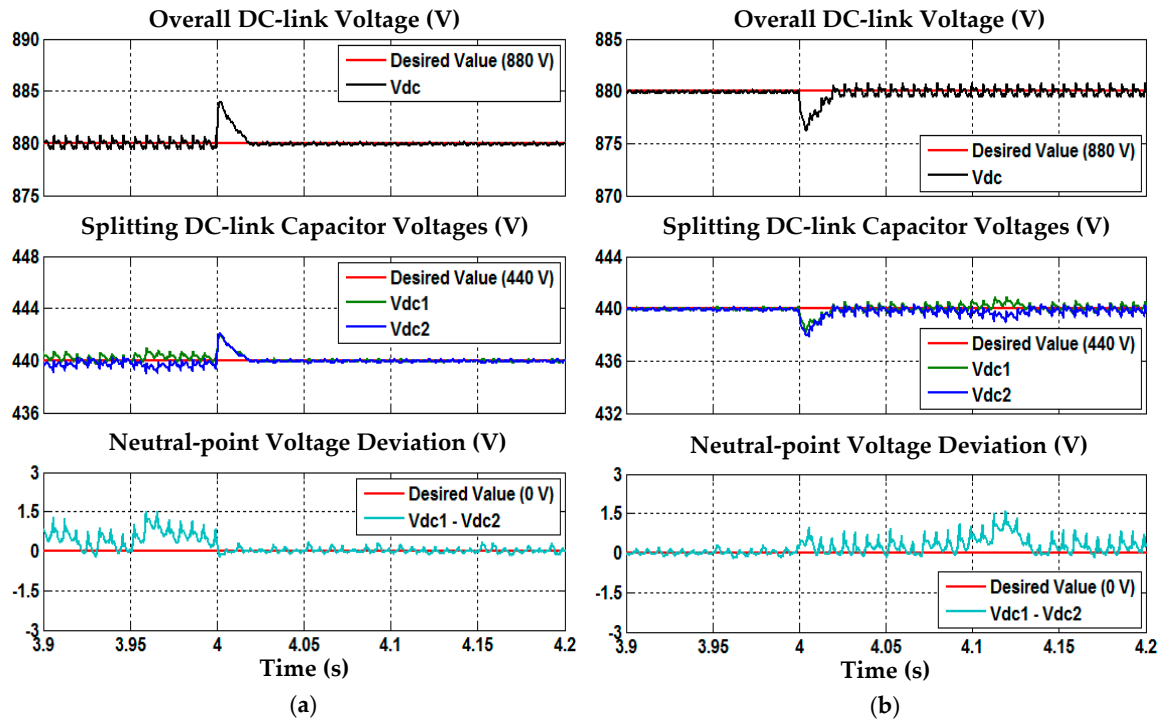 Overall DC-link Voltage (V)
890
885
880
875
Desired Value (880 V)
Vdc
Splitting DC-link Capacitor Voltages (V)
448
444
440
436
Desired Value (440 V)
Vdc1
Vdc2
Neutral-point Voltage Deviation (V)
3
1.5
0
-1.5
-3
Desired Value (0 V)
Vdc1 - Vdc2
3.9 3.95 4 4.05 4.1 4.15 4.2
Time (s)
(a)
Overall DC-link Voltage (V)
885
880
875
870
Desired Value (880 V)
Vdc
Splitting DC-link Capacitor Voltages (V)
444
440
436
432
Desired Value (440 V)
Vdc1
Vdc2
Neutral-point Voltage Deviation (V)
3
1.5
0
-1.5
-3
Desired Value (0 V)
Vdc1 - Vdc2
3.9 3.95 4 4.05 4.1 4.15 4.2
Time (s)
(b)